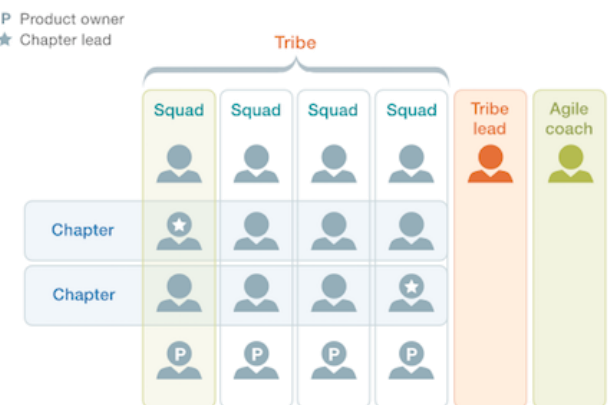 P Product owner
★ Chapter lead
Tribe
Squad Squad Squad Squad Tribe lead Agile coach
★
Chapter
★
Chapter
P P P P